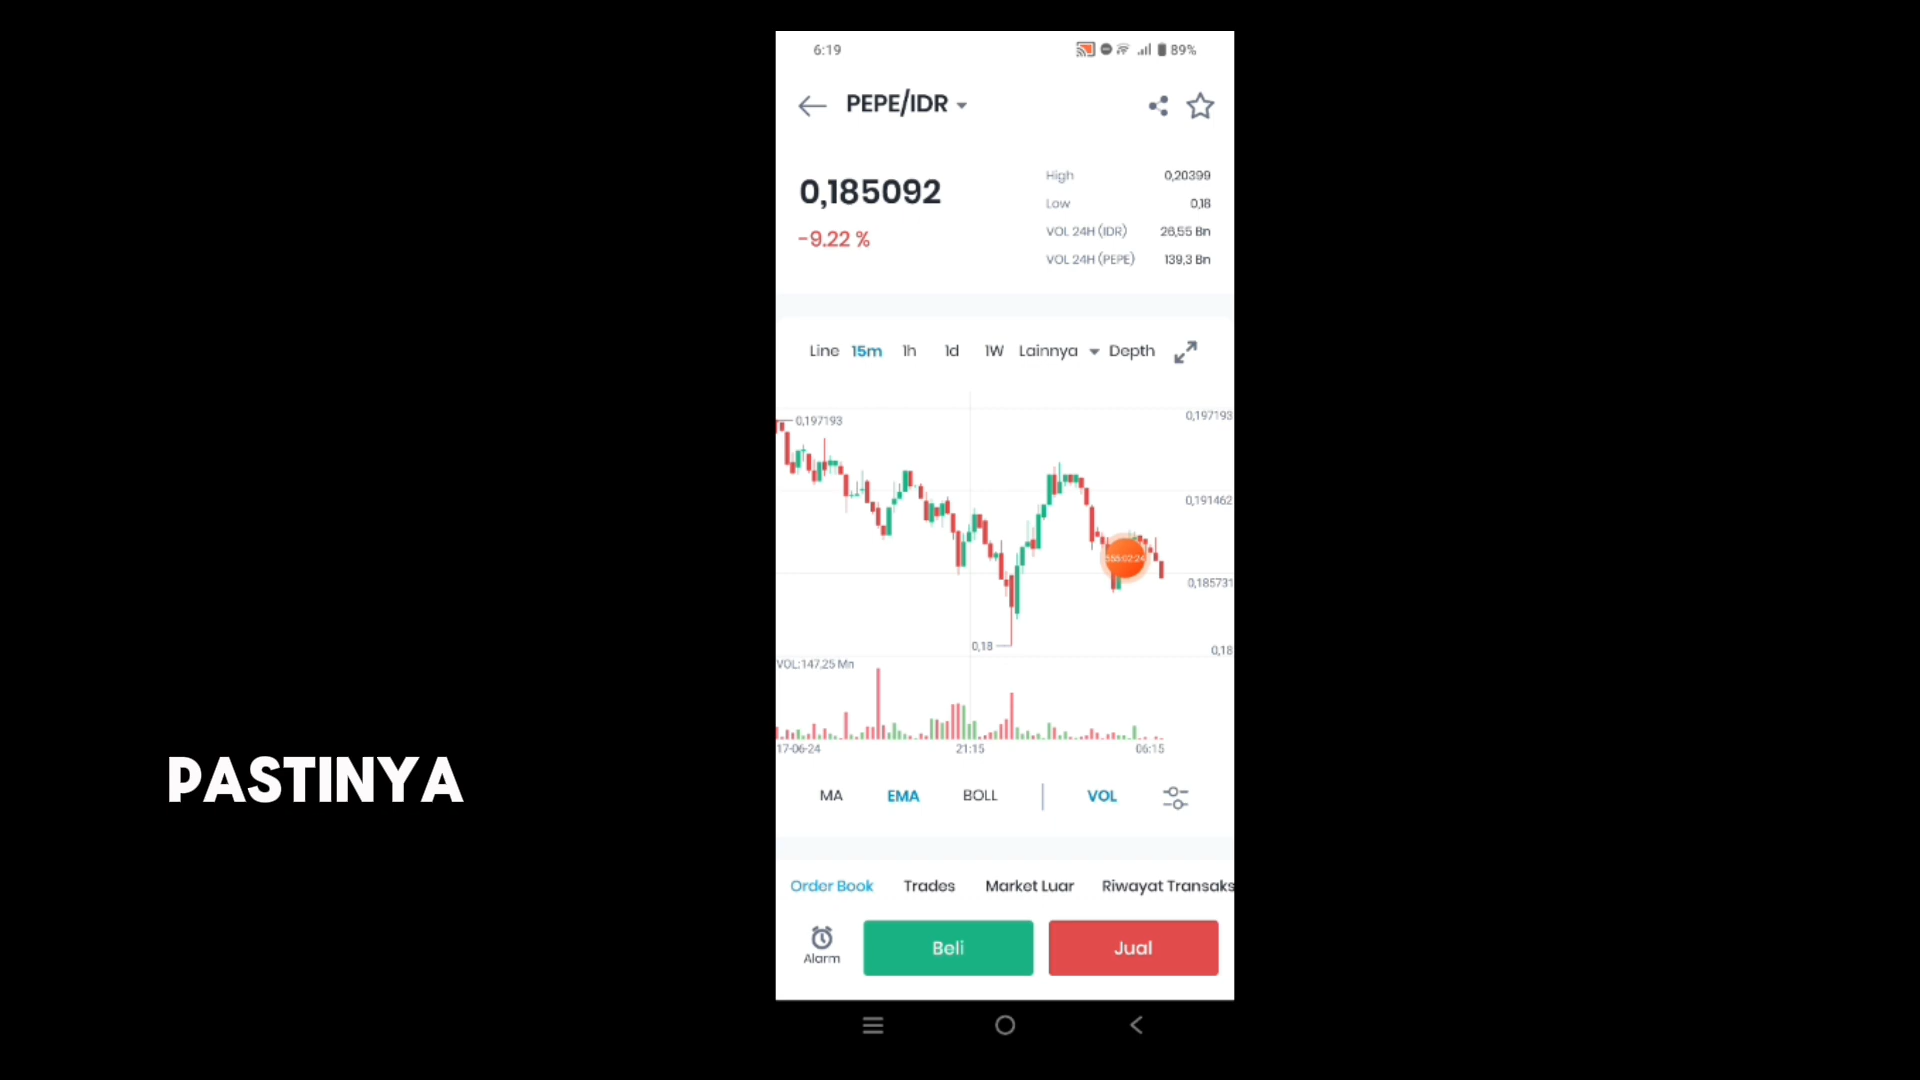 6:19 89%
PEPE/IDR
0,185092
-9.22 %
High 0,20399
Low 0,18
VOL 24H (IDR) 26,55 Bn
VOL 24H (PEPE) 139,3 Bn
Line 15m 1h 1d 1W Lainnya Depth
0,197193 0,197193
0,191462
0,185731
0,18 0,18
VOL:147,25 Mn
17-06-24 21:15 06:15
PASTINYA
MA EMA BOLL VOL
Order Book Trades Market Luar Riwayat Transaks
Alarm Beli Jual